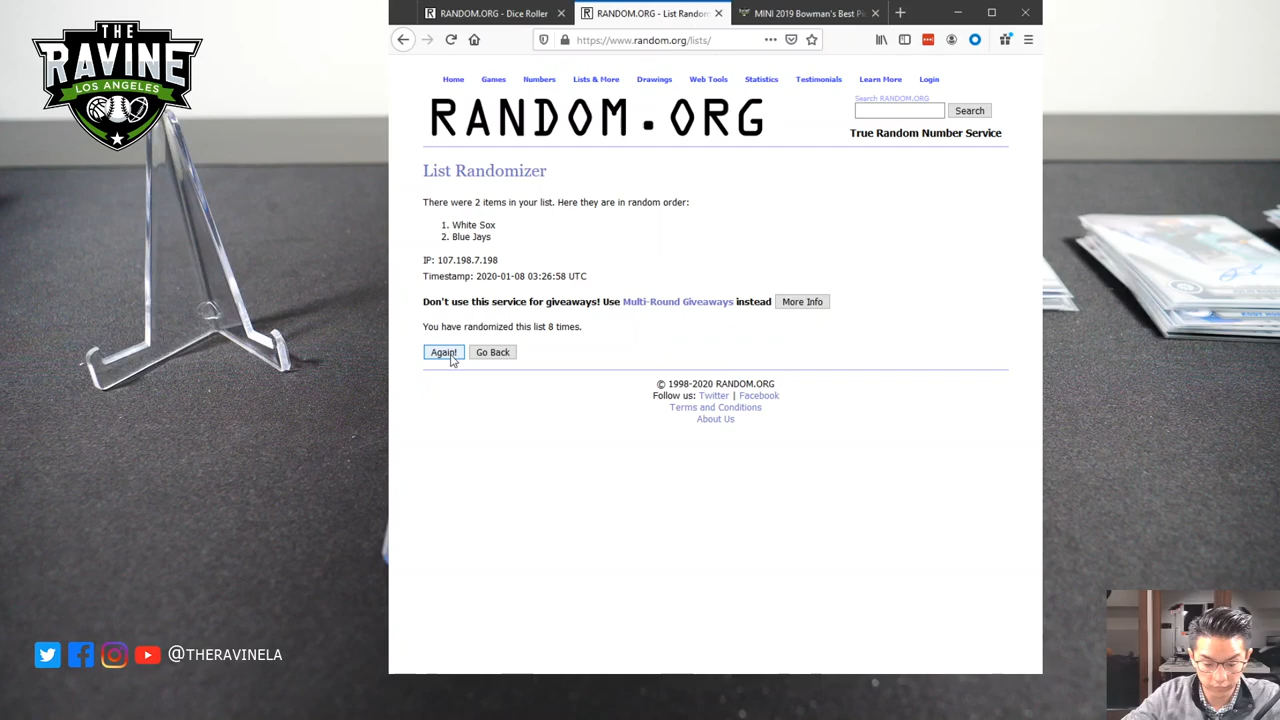 THE
RAVINE
LOS ANGELES
RANDOM.ORG - Dice Roller
RANDOM.ORG - List Random
MINI 2019 Bowman's Best Pi
https://www.random.org/lists/
Home Games Numbers Lists & More Drawings Web Tools Statistics Testimonials Learn More Login
RANDOM.ORG
Search RANDOM.ORG
Search
True Random Number Service
List Randomizer
There were 2 items in your list. Here they are in random order:
1. White Sox
2. Blue Jays
IP: 107.198.7.198
Timestamp: 2020-01-08 03:26:58 UTC
Don't use this service for giveaways! Use Multi-Round Giveaways instead More Info
You have randomized this list 8 times.
Again! Go Back
© 1998-2020 RANDOM.ORG
Follow us: Twitter | Facebook
Terms and Conditions
About Us
@THERAVINELA